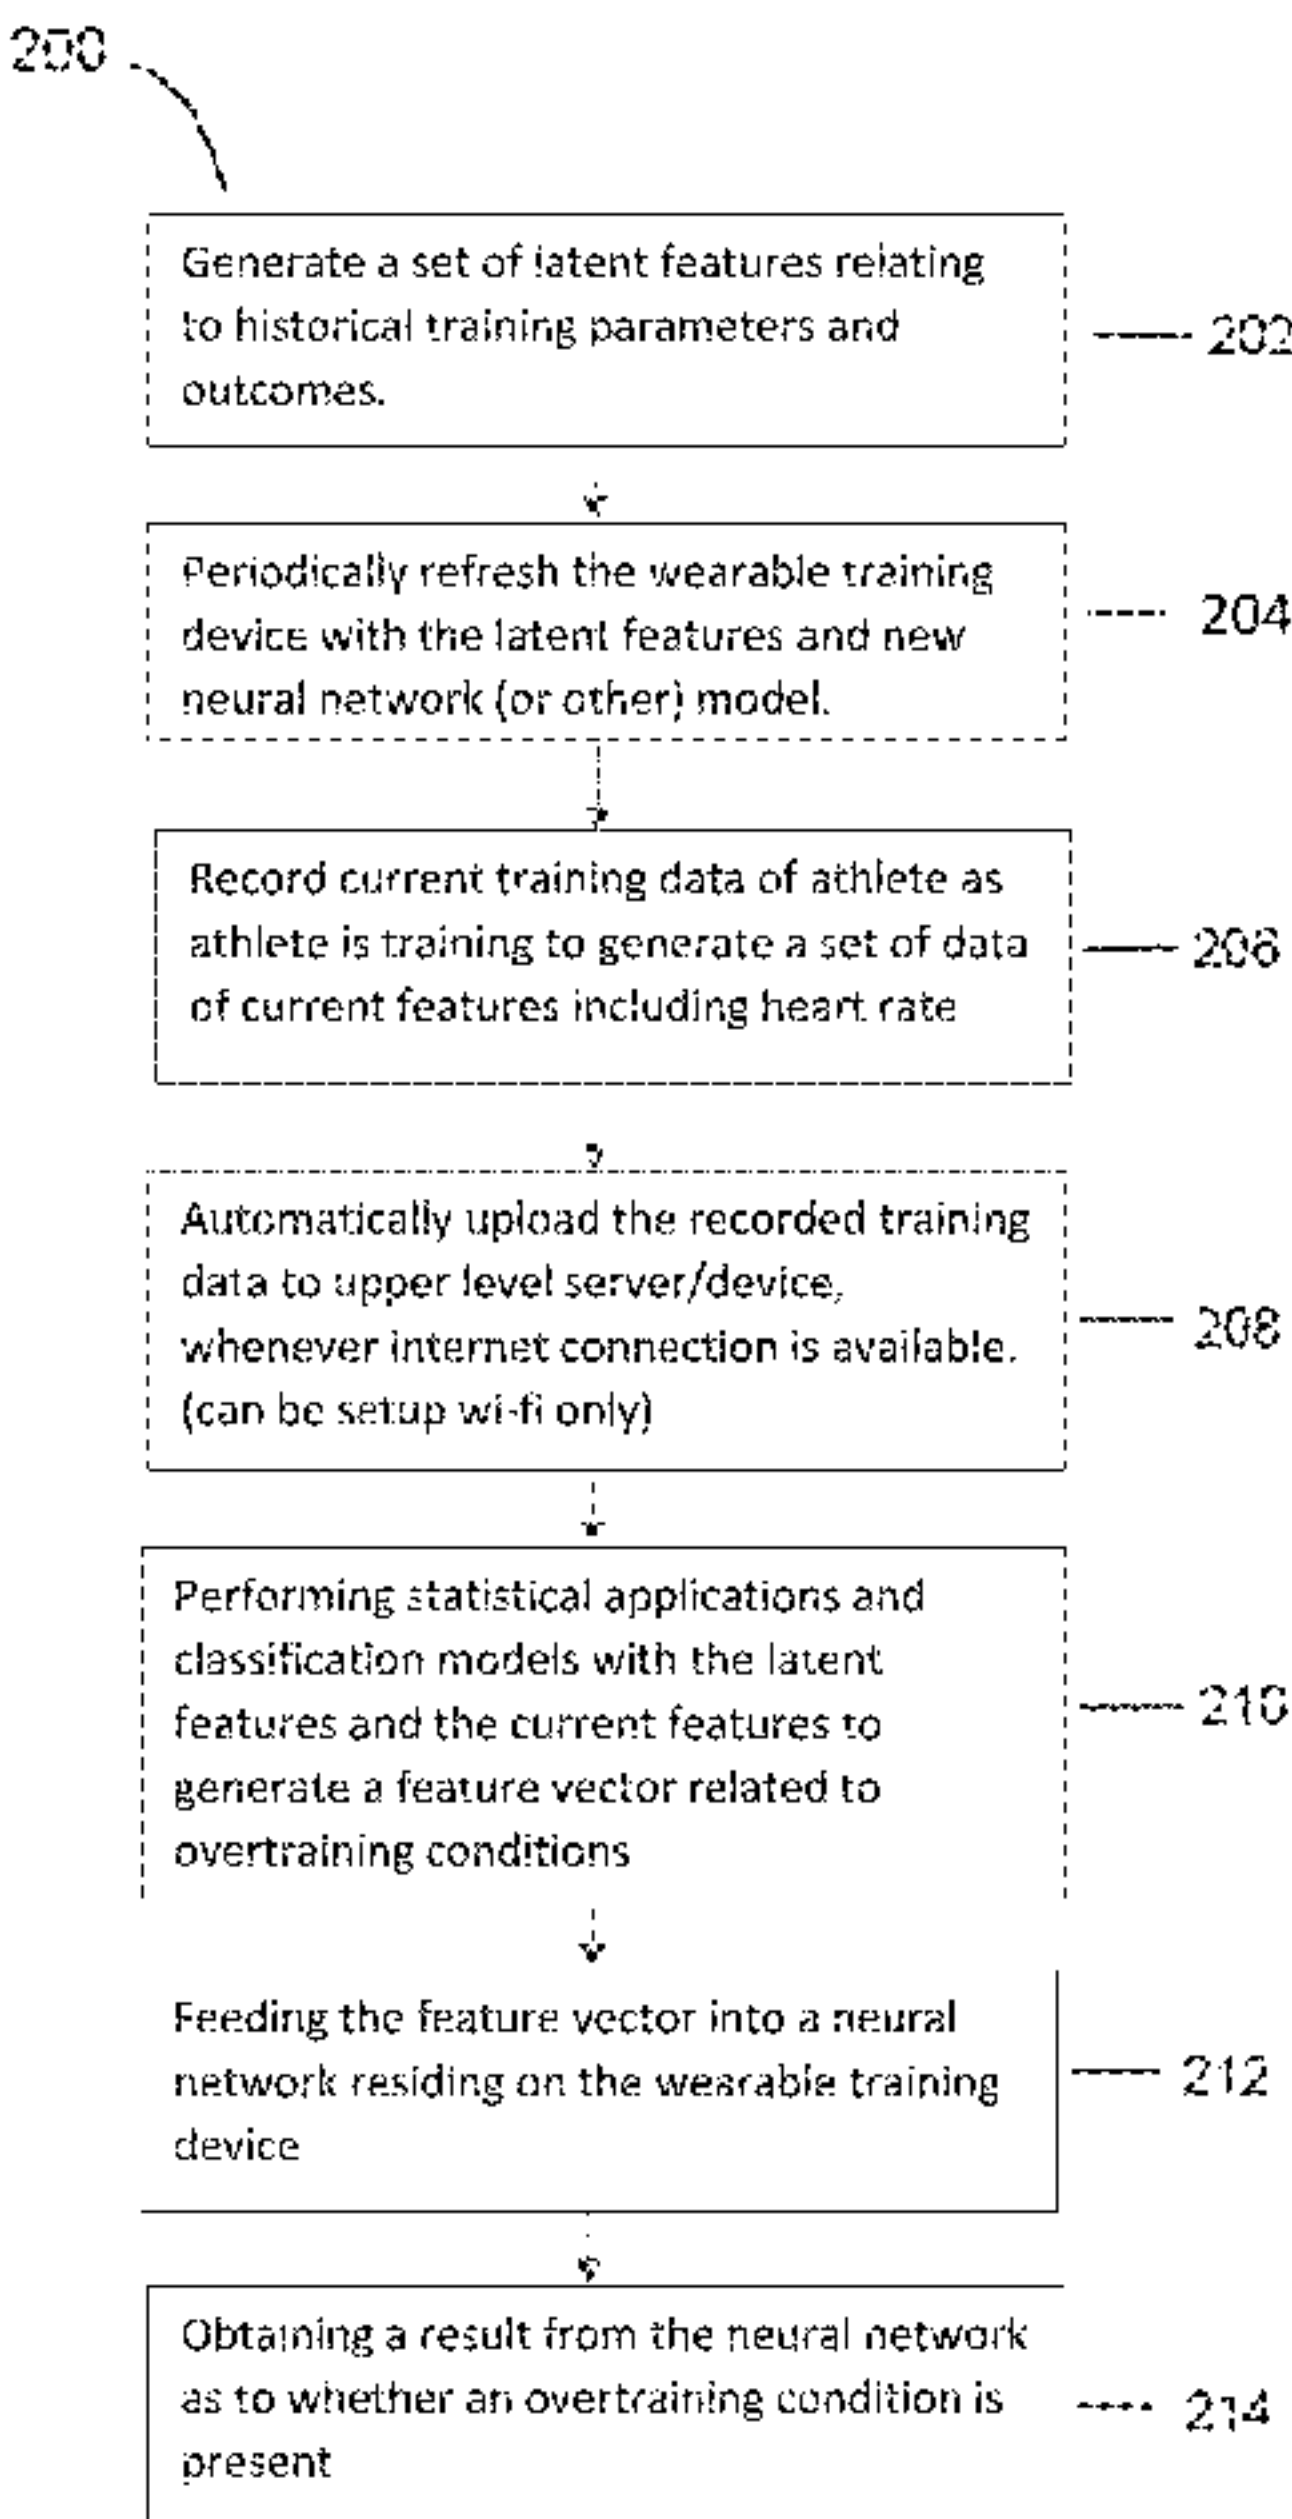 200
Generate a set of latent features relating
to historical training parameters and
outcomes.
202
Periodically refresh the wearable training
device with the latent features and new
neural network (or other) model.
204
Record current training data of athlete as
athlete is training to generate a set of data
of current features including heart rate
206
Automatically upload the recorded training
data to upper level server/device,
whenever internet connection is available.
(can be setup wi-fi only)
208
Performing statistical applications and
classification models with the latent
features and the current features to
generate a feature vector related to
overtraining conditions
210
Feeding the feature vector into a neural
network residing on the wearable training
device
212
Obtaining a result from the neural network
as to whether an overtraining condition is
present
214